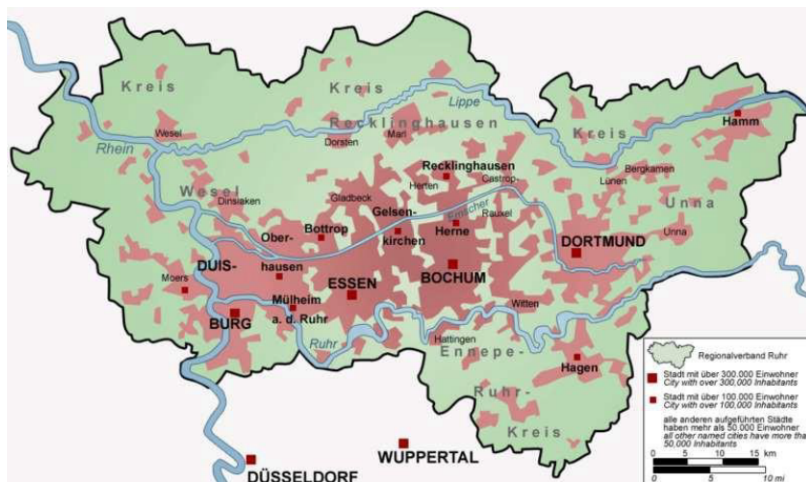 Kreis
Kreis
Lippe
Recklinghausen
Kreis
Hamm
Wesel
Rhein
Dorsten
Marl
Recklinghausen
Bergkamen
Lünen
Castrop-
Herten
Wesel
Dinslaken
Gladbeck
Unna
Gelsen-
kirchen
Emscher
Rauxel
Bottrop
Ober-
hausen
Herne
Unna
DORTMUND
DUIS-
BURG
Moers
ESSEN
BOCHUM
Mülheim
a. d. Ruhr
Witten
Ruhr
Hattingen
Ennepe-
Hagen
Ruhr-
Kreis
WUPPERTAL
DÜSSELDORF
Regionalverband Ruhr
Stadt mit über 300.000 Einwohner
City with over 300,000 Inhabitants
Stadt mit über 100.000 Einwohner
City with over 100,000 Inhabitants
alle anderen aufgeführten Städte
haben mehr als 50.000 Einwohner
all other named cities have more tha
50,000 Inhabitants
0 5 10 15 km
0 5 10 mi